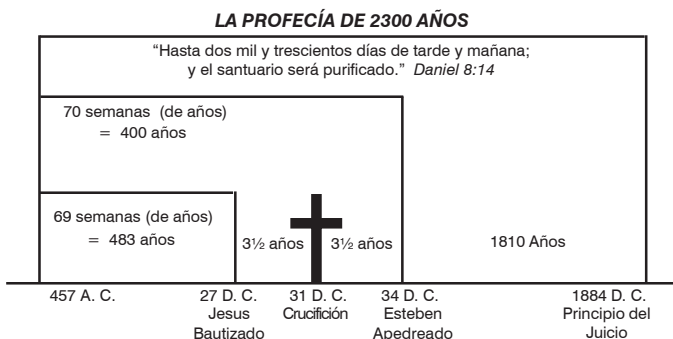 LA PROFECÍA DE 2300 AÑOS
“Hasta dos mil y trescientos días de tarde y mañana;
y el santuario será purificado.” Daniel 8:14
70 semanas (de años)
= 400 años
69 semanas (de años)
= 483 años
3½ años
3½ años
1810 Años
457 A. C.
27 D. C.
Jesus
Bautizado
31 D. C.
Crucifición
34 D. C.
Esteben
Apedreado
1884 D. C.
Principio del
Juicio